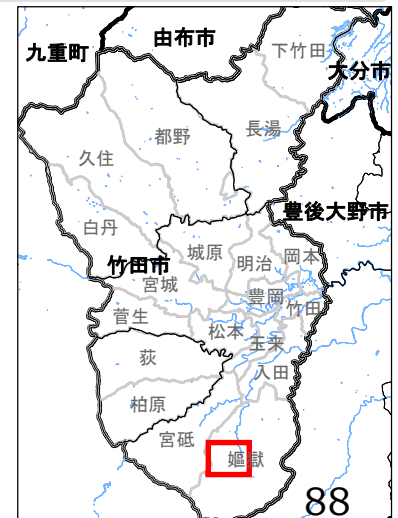 由布市
九重町
下竹田
大分市
長湯
都野
久住
豊後大野市
白丹
城原
岡本
明治
竹田市
宮城
豊岡
竹田
菅生
松本
玉来
荻
入田
柏原
宮砥
嫗獄
88